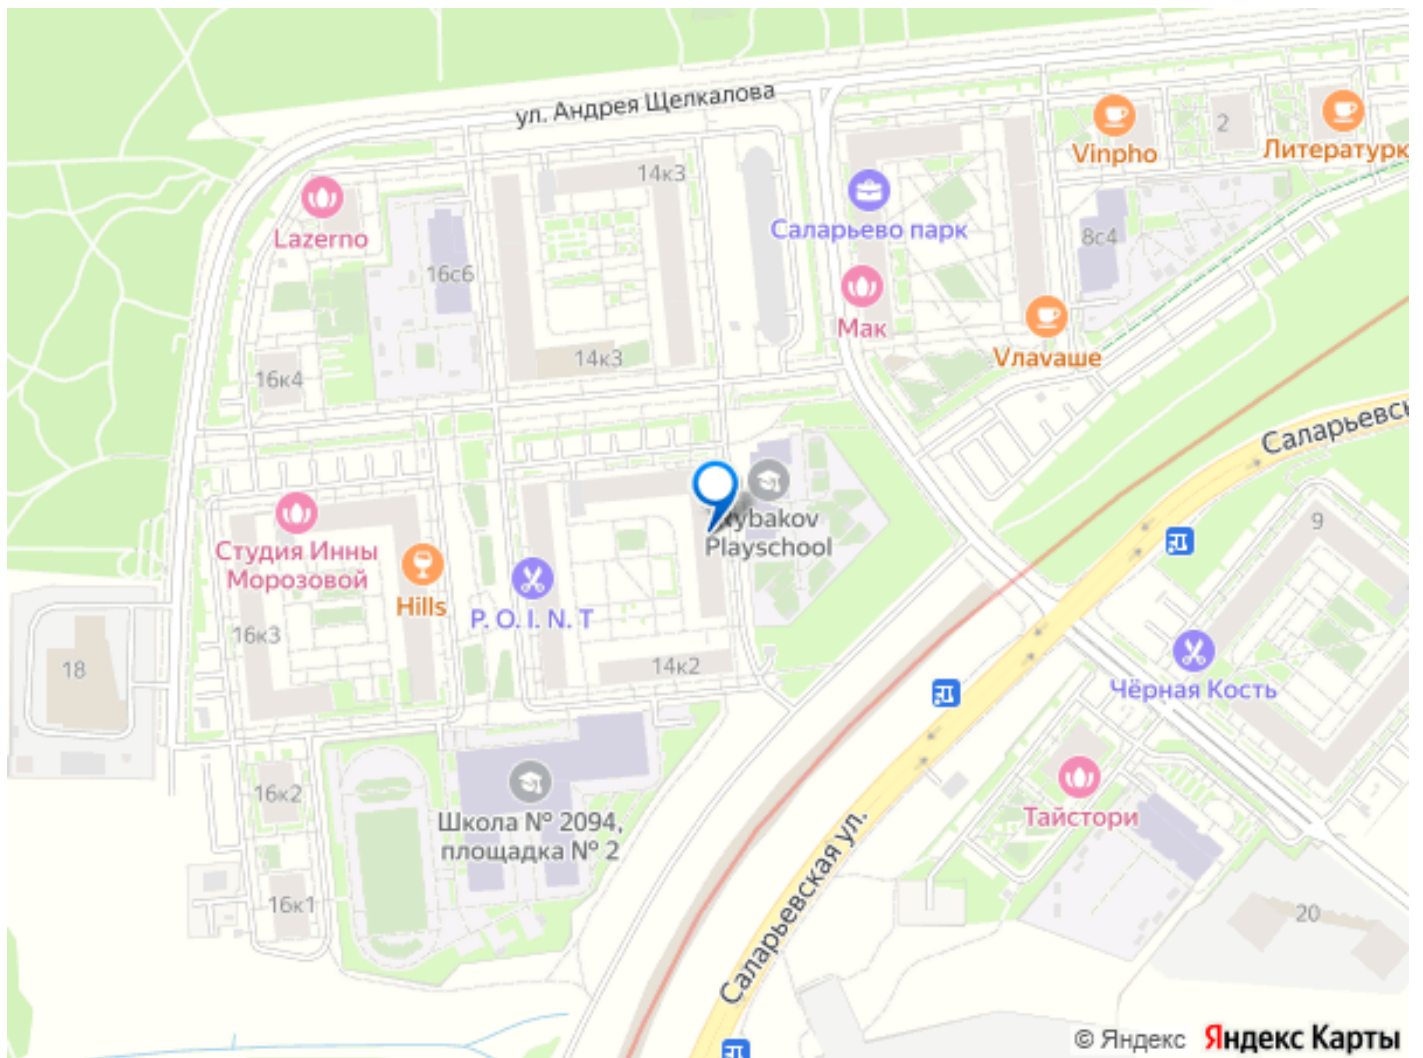 ул. Андрея Щелкалова
Vinpho
2
Литературк
14к3
Lazerno
Саларьево парк
8с4
16с6
Мак
Vлаваше
14к3
16к4
Саларьевс
Rybakov
Playschool
9
Студия Инны
Морозовой
Hills
P. O. I. N. T
16к3
18
14к2
Чёрная Кость
16к2
Школа № 2094,
площадка № 2
Тайстори
Саларьевская ул.
16к1
20
© Яндекс Яндекс Карты